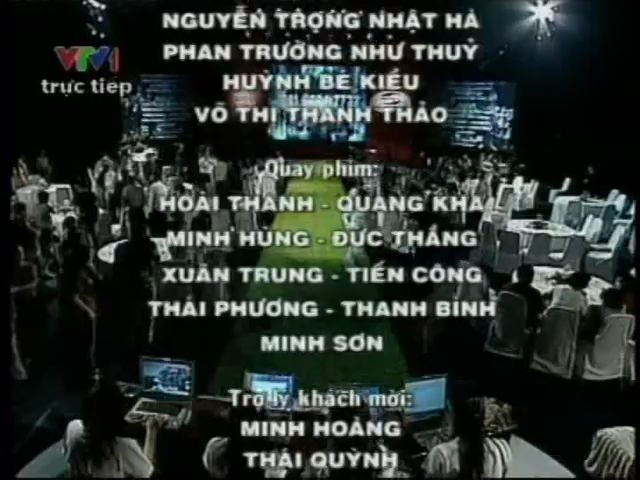 NGUYỄN TRỌNG NHẬT HÀ
VTV1
PHAN TRƯỜNG NHƯ THUỶ
trực tiếp
HUỲNH BÉ KIỀU
VÕ THỊ THANH THẢO
Quay phim:
HOÀI THANH - QUANG KHA
MINH HÙNG - ĐỨC THẮNG
XUÂN TRUNG - TIẾN CÔNG
THÁI PHƯƠNG - THANH BÌNH
MINH SƠN
Trợ lý khách mời:
MINH HOÀNG
THÁI QUỲNH